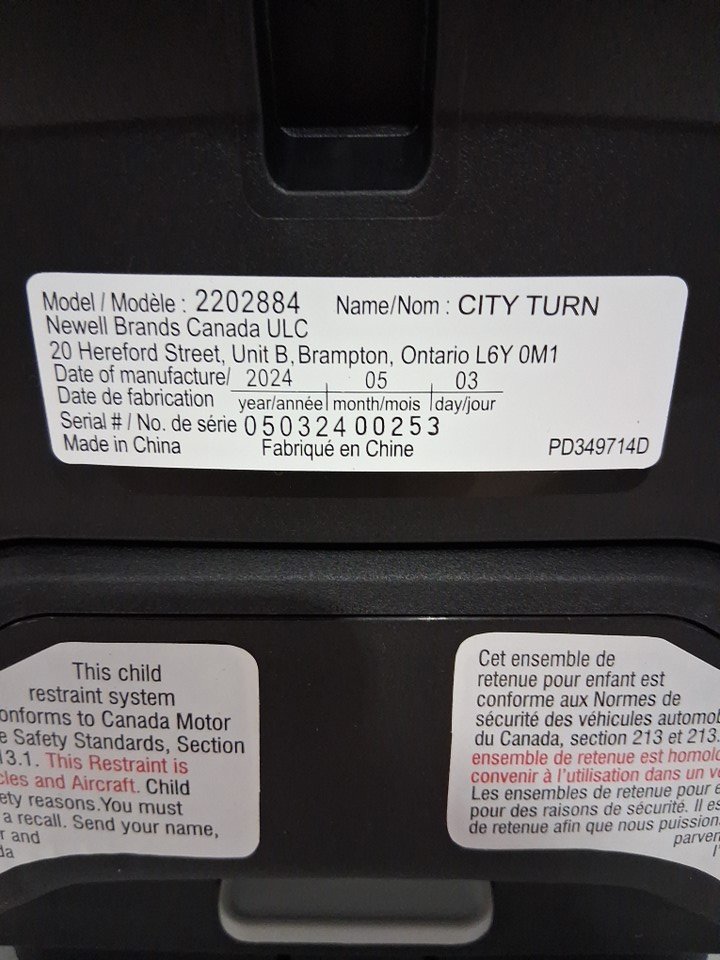 Model / Modèle : 2202884 Name/Nom : CITY TURN
Newell Brands Canada ULC
20 Hereford Street, Unit B, Brampton, Ontario L6Y 0M1
Date of manufacture/ 2024 05 03
Date de fabrication year/année month/mois day/jour
Serial # / No. de série 05032400253
Made in China Fabriqué en Chine PD349714D
This child
restraint system
onforms to Canada Motor
e Safety Standards, Section
13.1. This Restraint is
cles and Aircraft. Child
ety reasons.You must
a recall. Send your name,
r and
da
Cet ensemble de
retenue pour enfant est
conforme aux Normes de
sécurité des véhicules automob
du Canada, section 213 et 213.
ensemble de retenue est homolo
convenir à l'utilisation dans un v
Les ensembles de retenue pour e
pour des raisons de sécurité. Il es
de retenue afin que nous puission
parven
l'